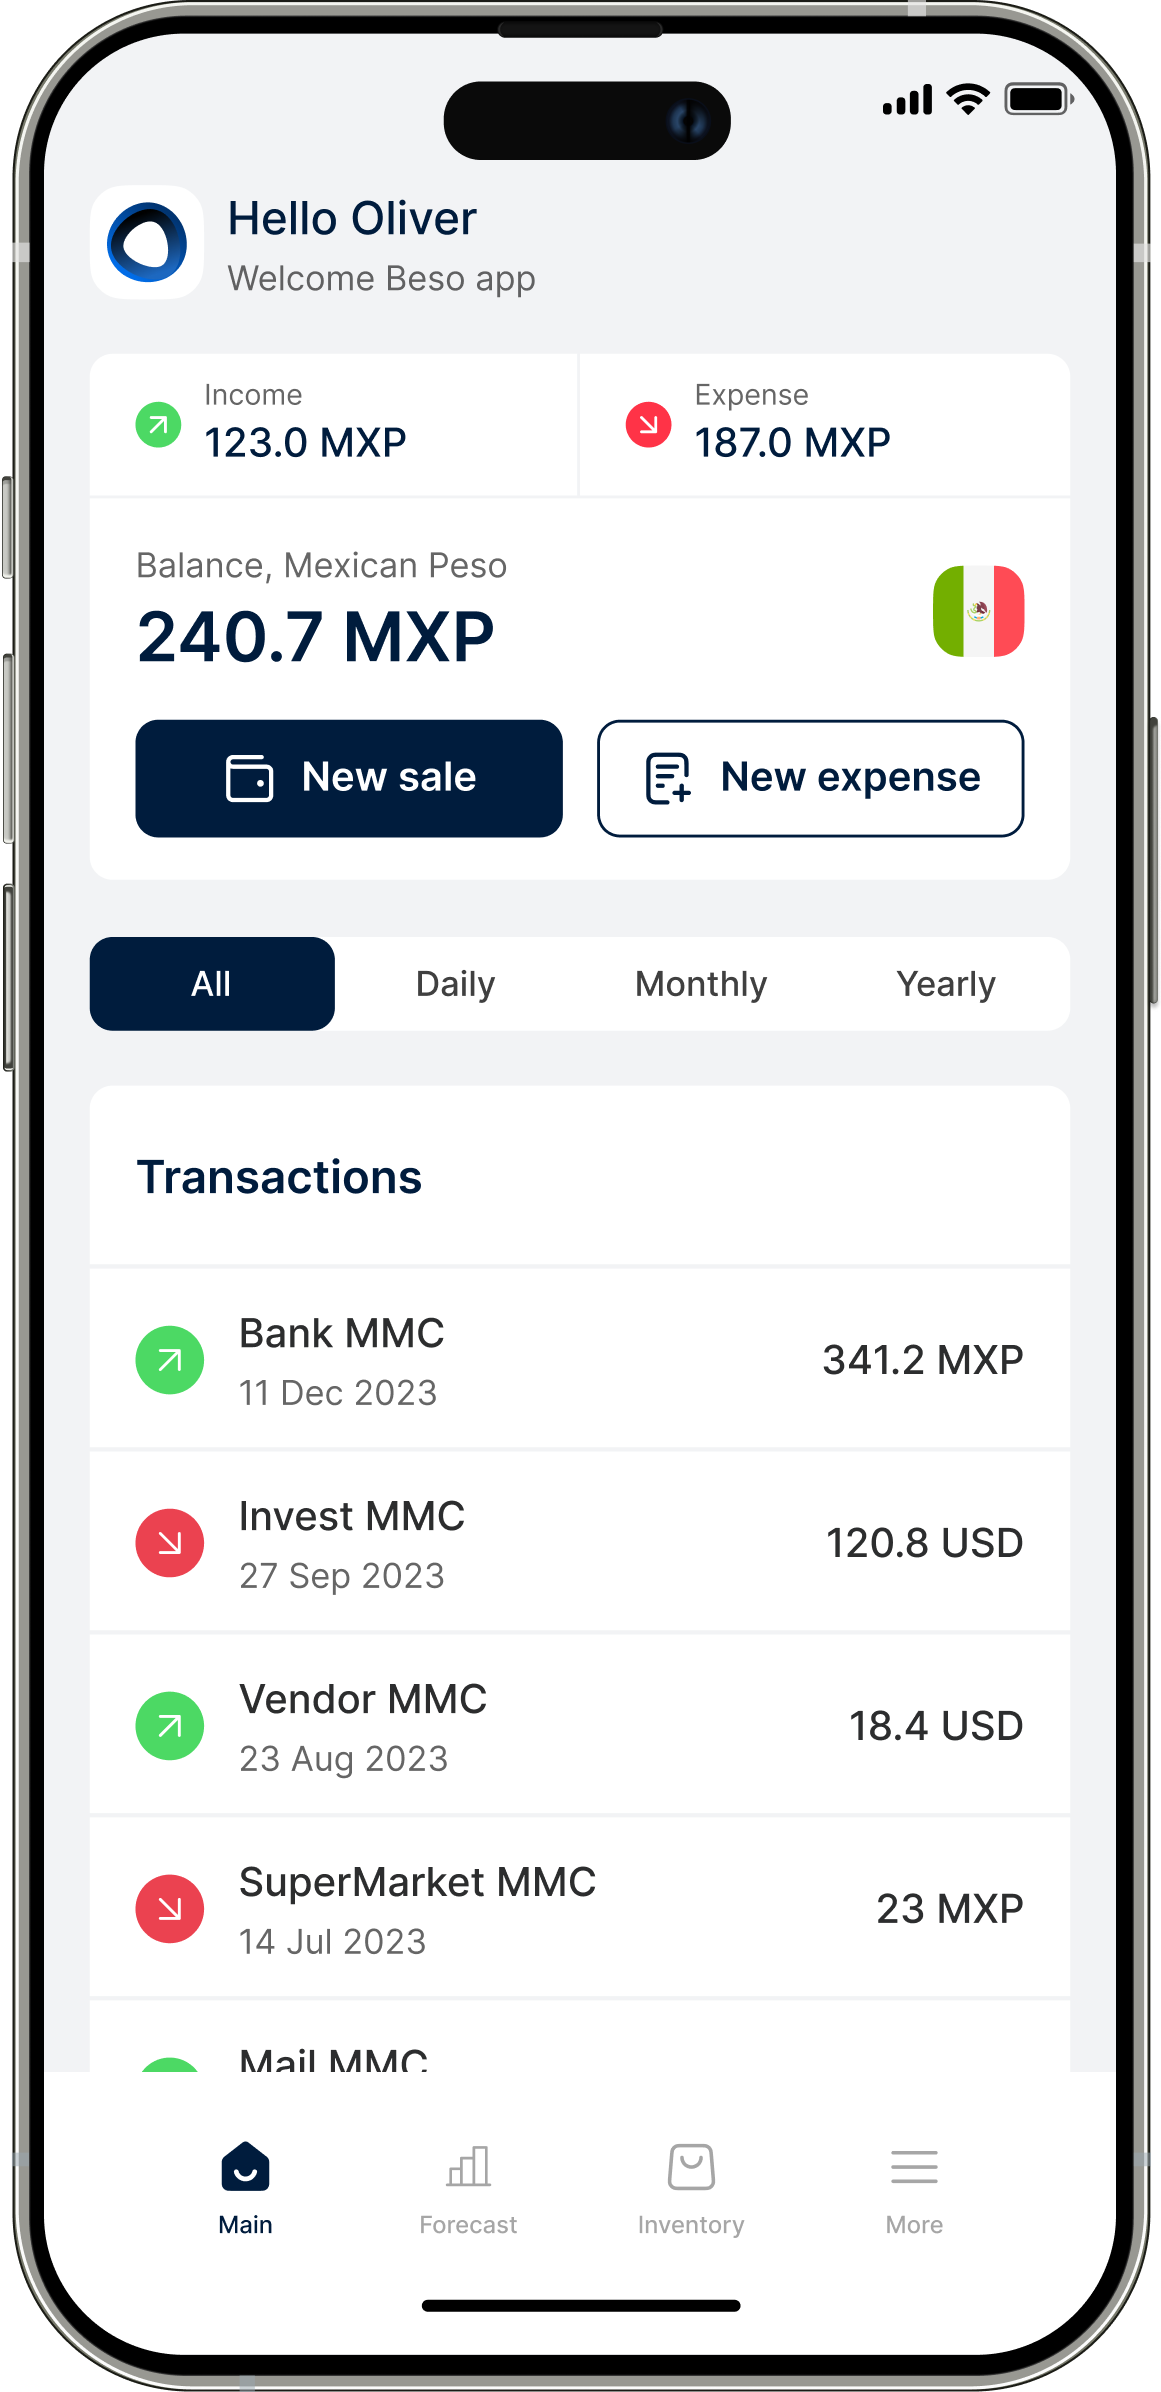 Hello Oliver
Welcome Beso app
Income
123.0 MXP
Expense
187.0 MXP
Balance, Mexican Peso
240.7 MXP
New sale
New expense
All
Daily
Monthly
Yearly
Transactions
Bank MMC
11 Dec 2023
341.2 MXP
Invest MMC
27 Sep 2023
120.8 USD
Vendor MMC
23 Aug 2023
18.4 USD
SuperMarket MMC
14 Jul 2023
23 MXP
Mail MMC
Main
Forecast
Inventory
More